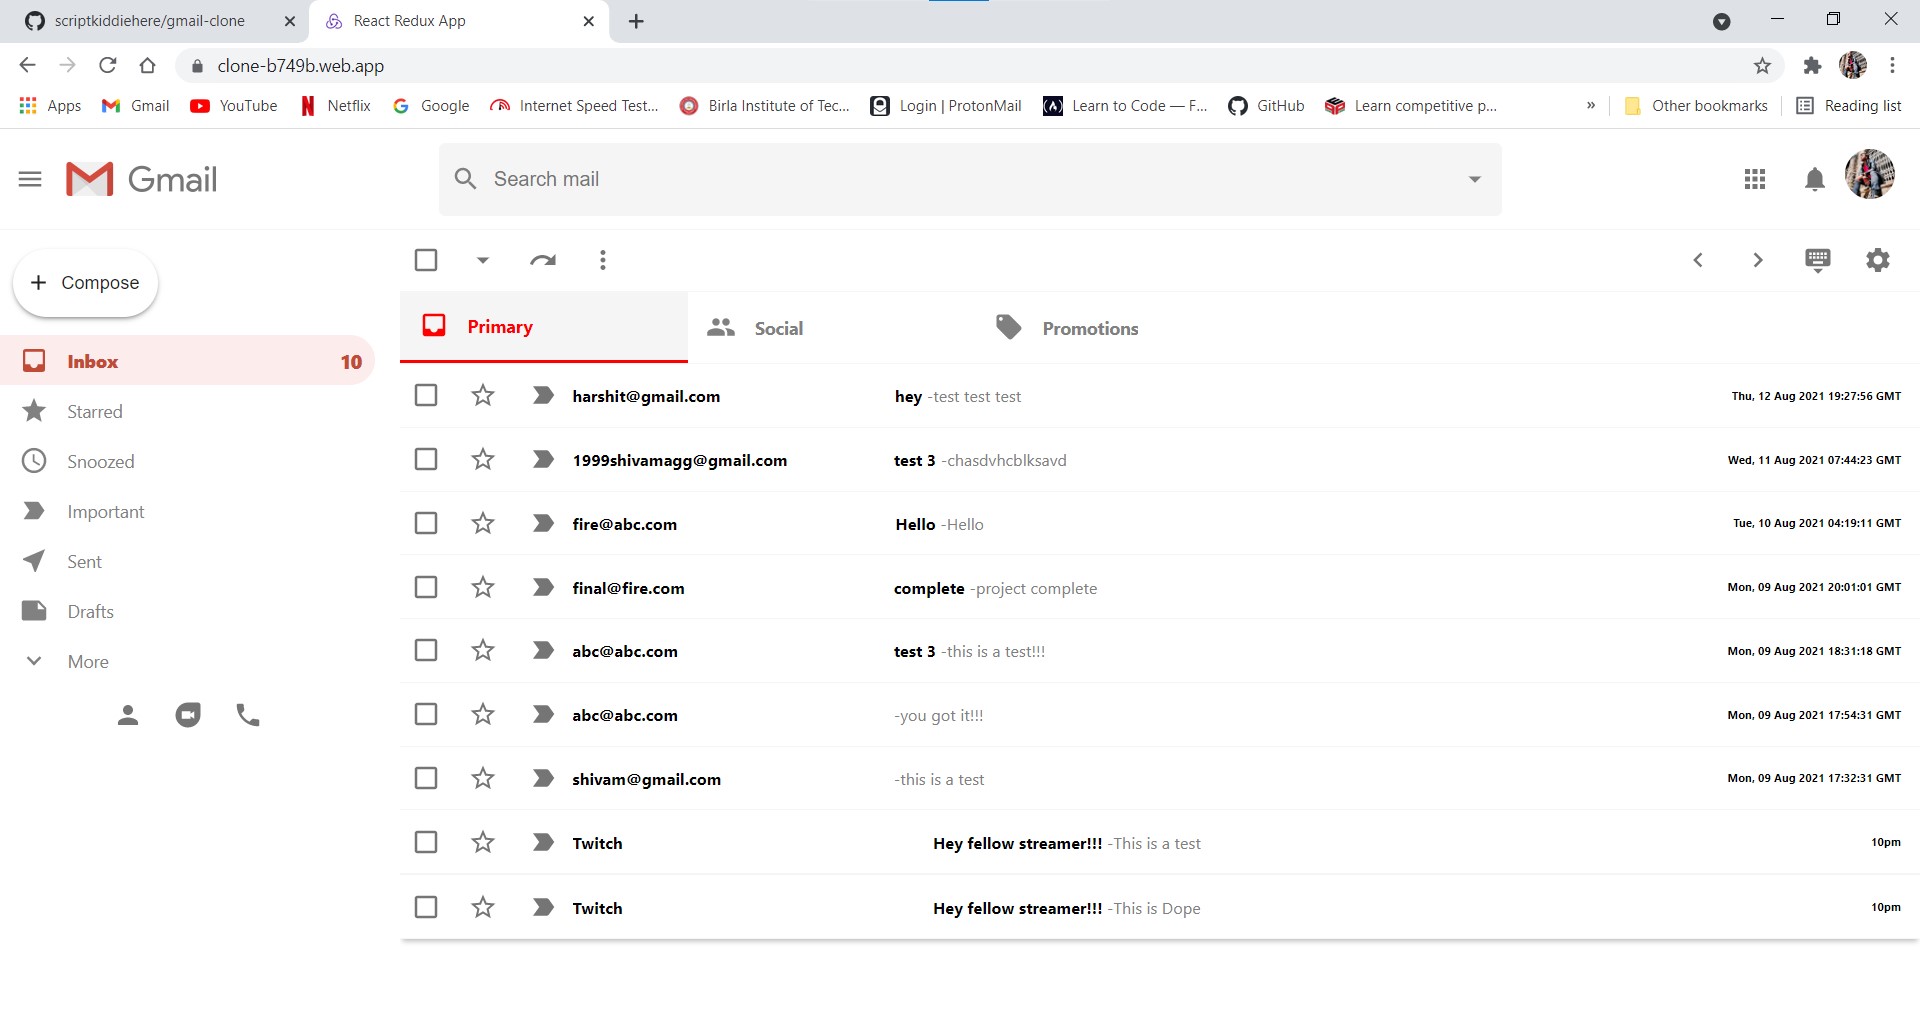 scriptkiddiehere/gmail-clone
React Redux App
clone-b749b.web.app
Apps
Gmail
YouTube
Netflix
Google
Internet Speed Test...
Birla Institute of Tec...
Login | ProtonMail
Learn to Code — F...
GitHub
Learn competitive p...
»
Other bookmarks
Reading list
Gmail
Search mail
Compose
Inbox 10
Starred
Snoozed
Important
Sent
Drafts
More
Primary
Social
Promotions
harshit@gmail.com hey -test test test Thu, 12 Aug 2021 19:27:56 GMT
1999shivamagg@gmail.com test 3 -chasdvhcblksavd Wed, 11 Aug 2021 07:44:23 GMT
fire@abc.com Hello -Hello Tue, 10 Aug 2021 04:19:11 GMT
final@fire.com complete -project complete Mon, 09 Aug 2021 20:01:01 GMT
abc@abc.com test 3 -this is a test!!! Mon, 09 Aug 2021 18:31:18 GMT
abc@abc.com -you got it!!! Mon, 09 Aug 2021 17:54:31 GMT
shivam@gmail.com -this is a test Mon, 09 Aug 2021 17:32:31 GMT
Twitch Hey fellow streamer!!! -This is a test 10pm
Twitch Hey fellow streamer!!! -This is Dope 10pm